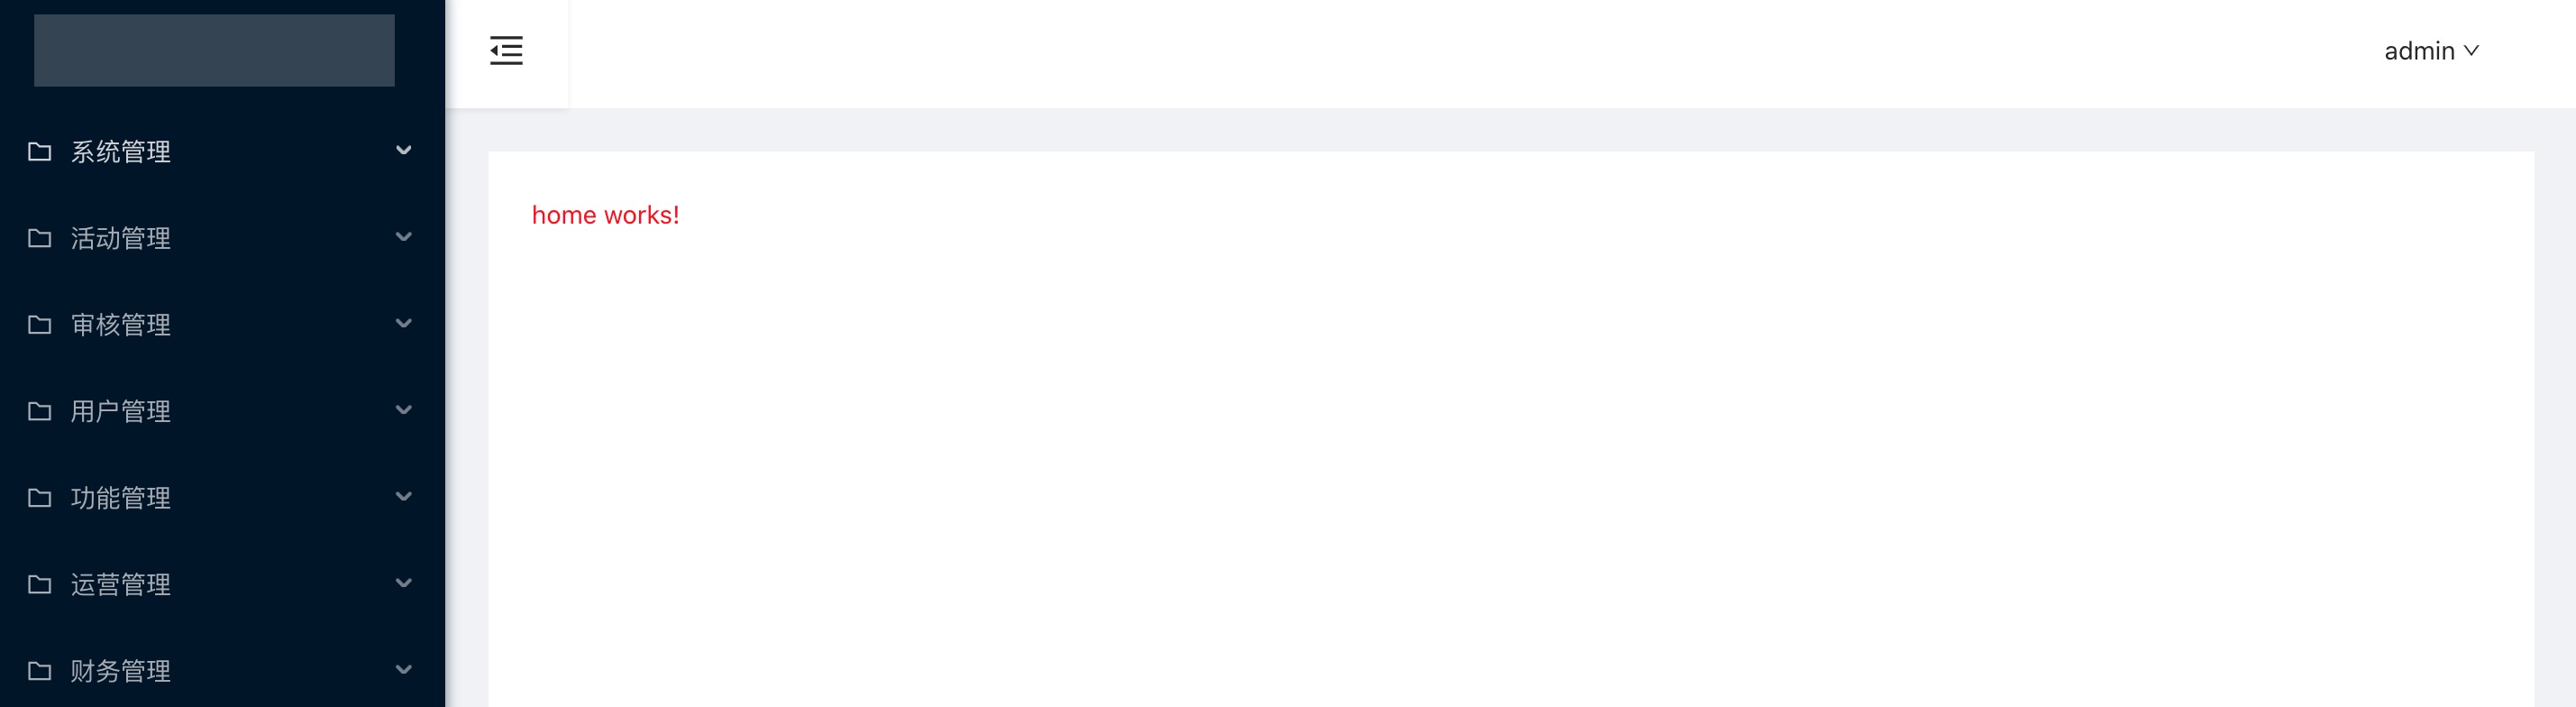 admin
系统管理
活动管理
审核管理
用户管理
功能管理
运营管理
财务管理
home works!